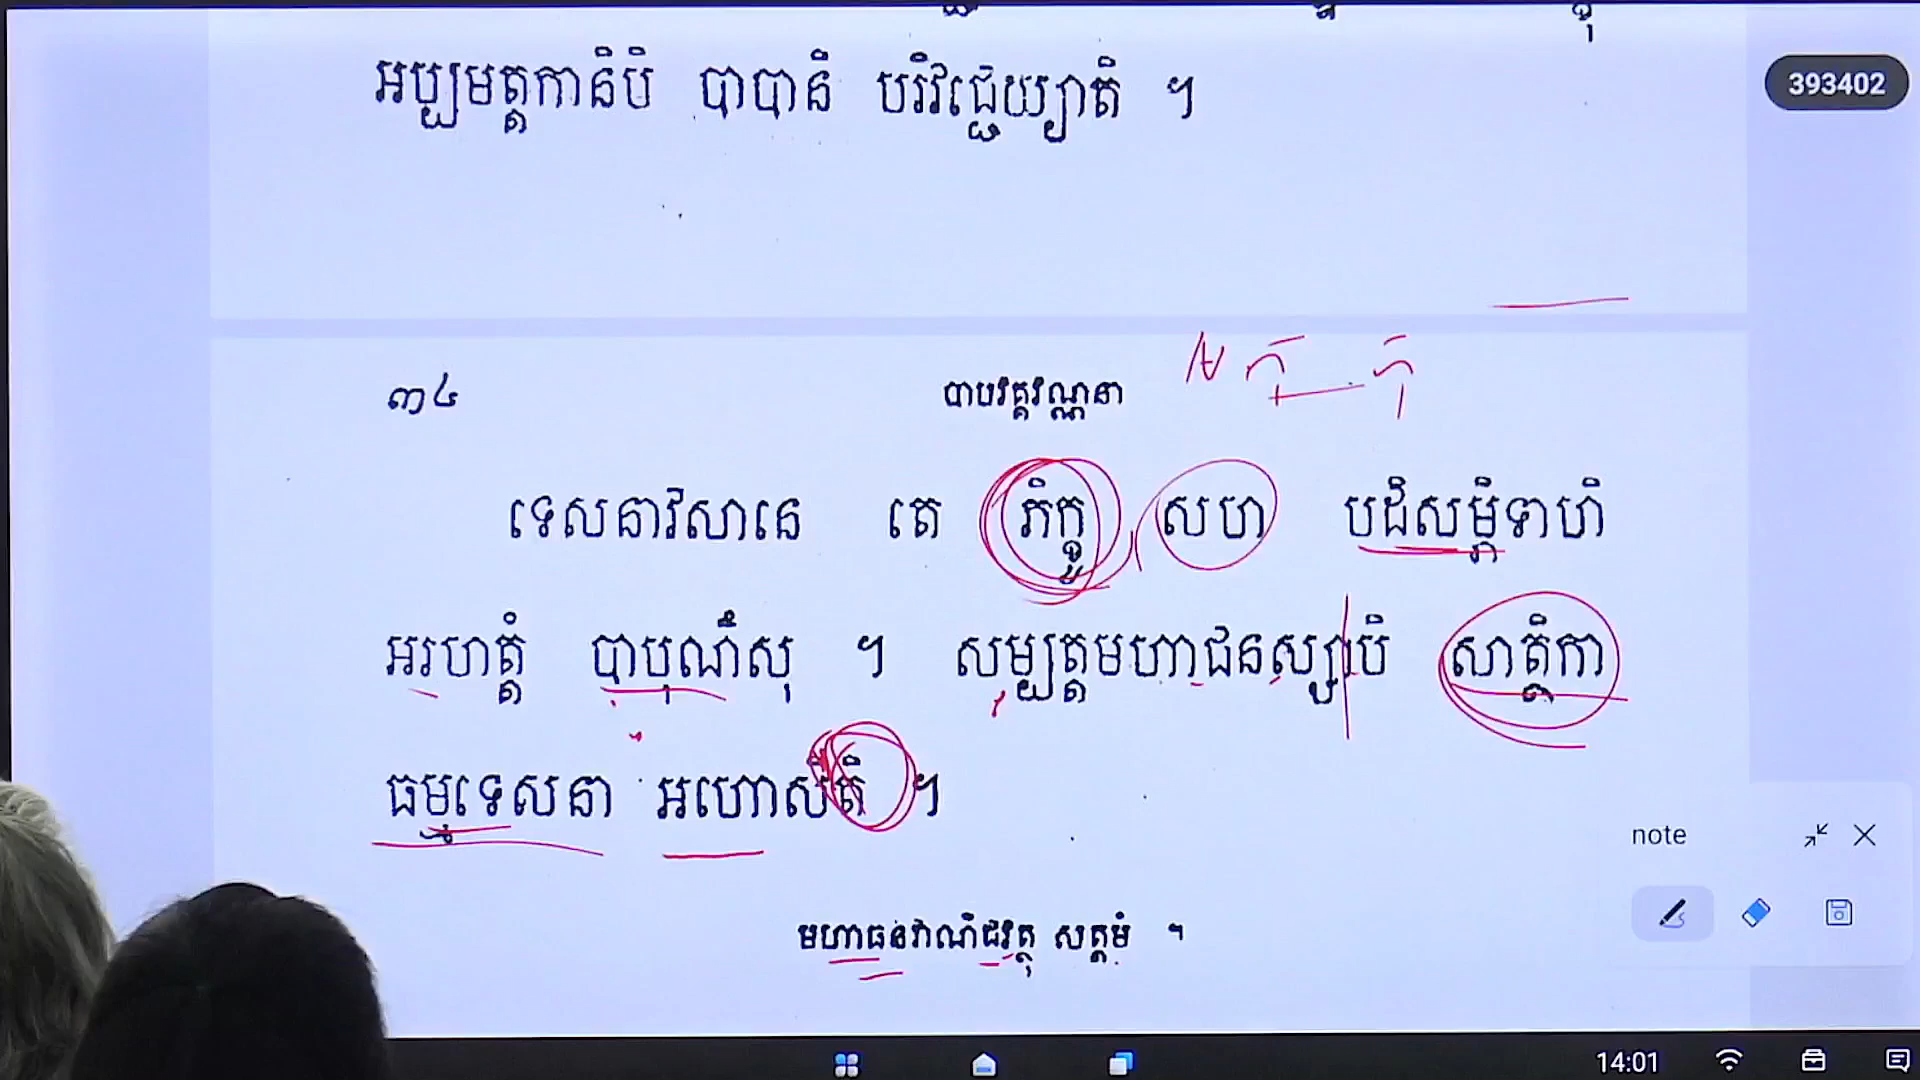 អប្បមត្តកានិបិ បាបានិ បរិវជ្ជេយ្យាតិ ។
393402
៣៤
បាបវគ្គវណ្ណនា
ទេសនាវសានេ តេ ភិក្ខូ សហ បដិសម្ភិទាហិ
អរហត្តំ បាបុណឹសុ ។ សម្បត្តមហាជនស្សាបិ សាត្ថិកា
ធម្មទេសនា អហោសីតិ ។
មហាធនវាណិជវត្ថុ សត្តមំ ។
note
14:01